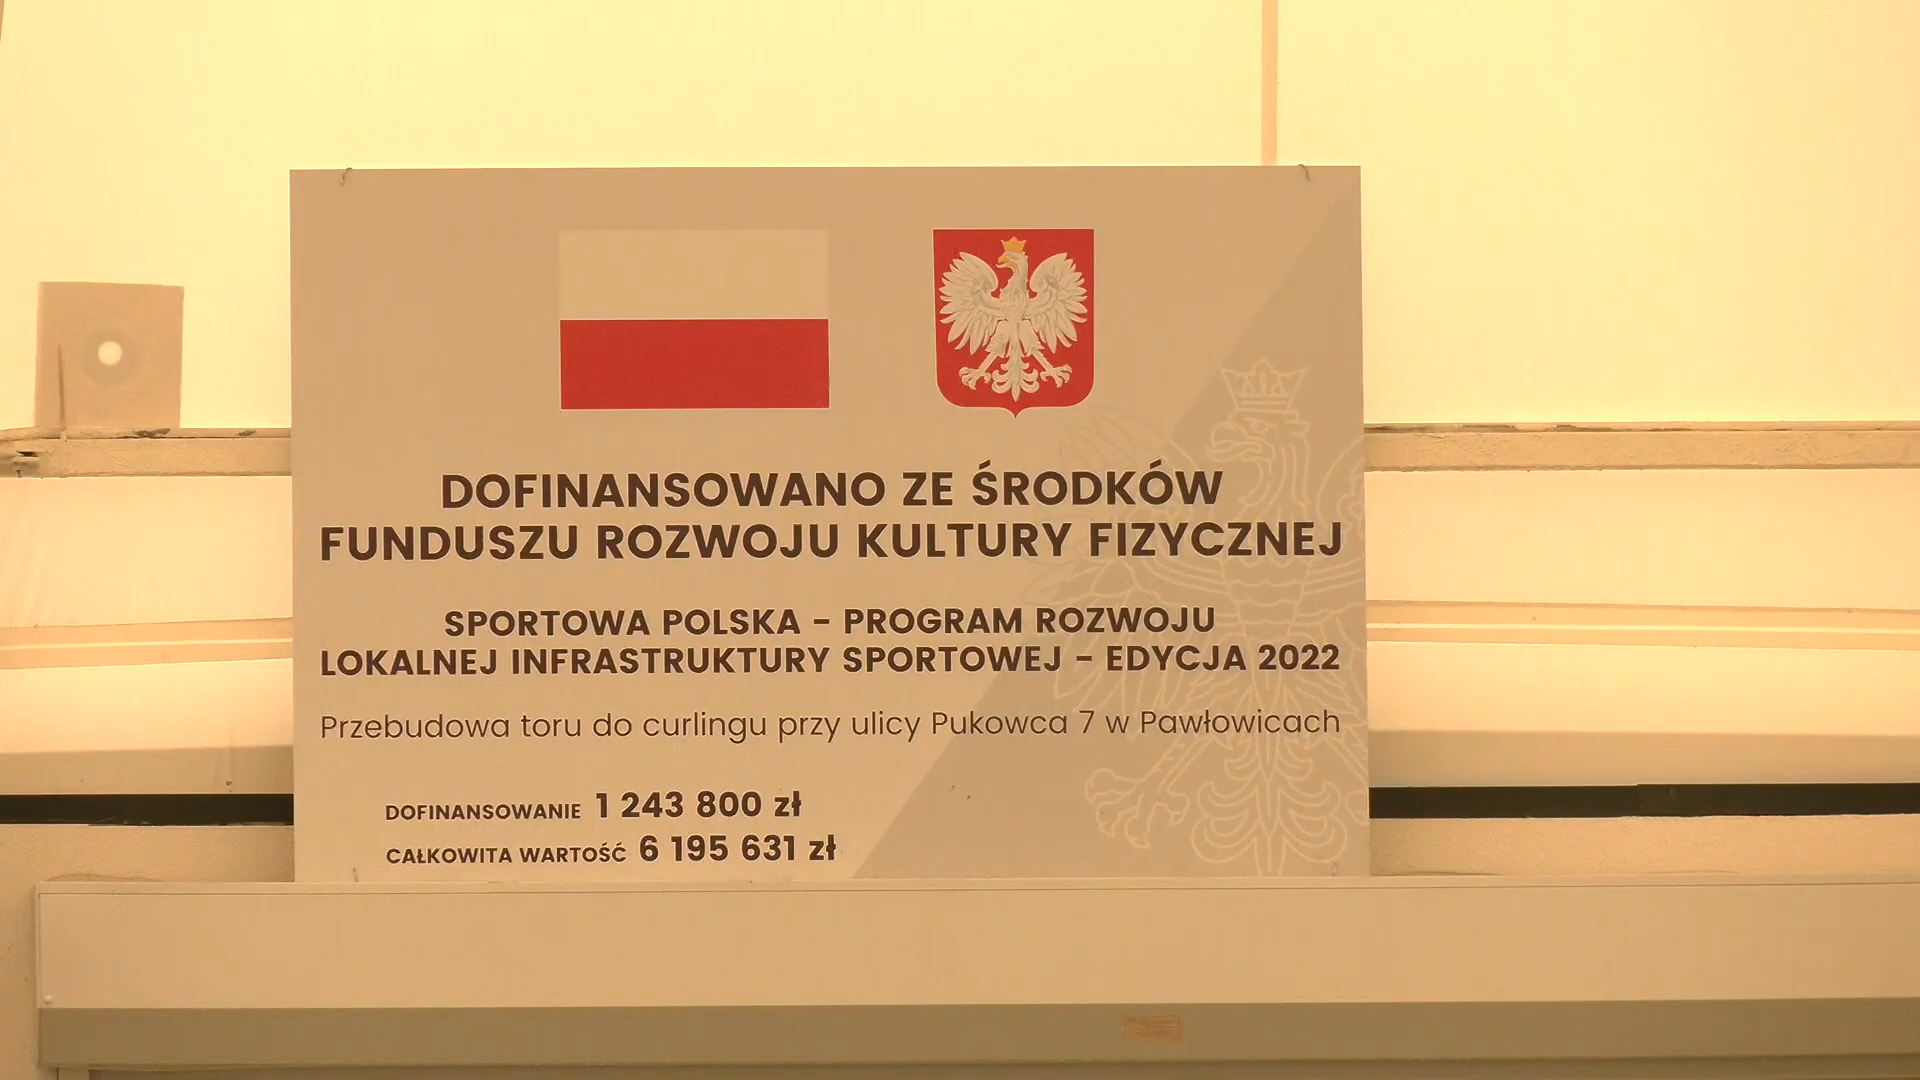 DOFINANSOWANO ZE ŚRODKÓW
FUNDUSZU ROZWOJU KULTURY FIZYCZNEJ
SPORTOWA POLSKA - PROGRAM ROZWOJU
LOKALNEJ INFRASTRUKTURY SPORTOWEJ - EDYCJA 2022
Przebudowa toru do curlingu przy ulicy Pukowca 7 w Pawłowicach
DOFINANSOWANIE 1 243 800 zł
CAŁKOWITA WARTOŚĆ 6 195 631 zł